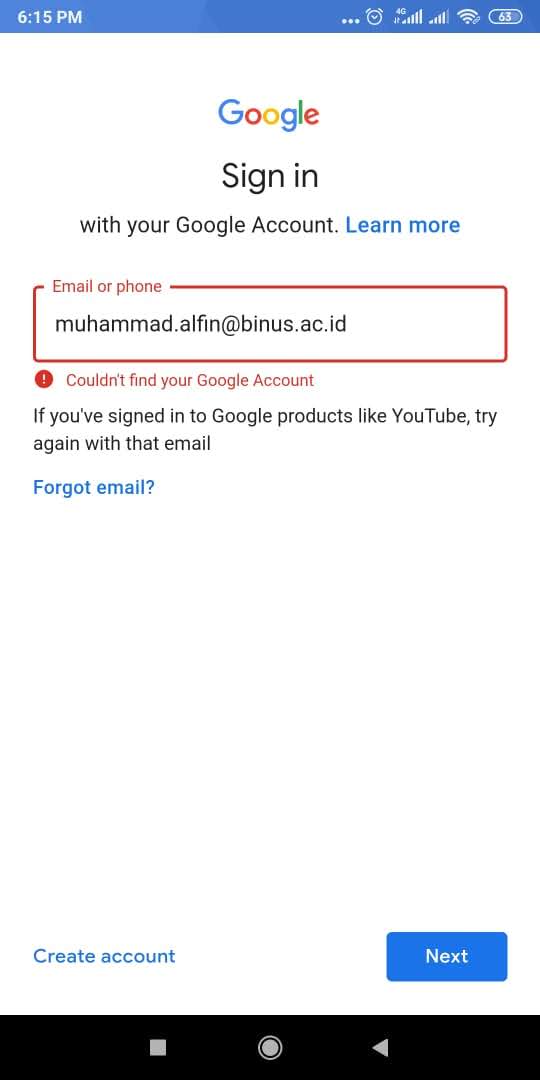 6:15 PM
4G
63
Google
Sign in
with your Google Account. Learn more
Email or phone
muhammad.alfin@binus.ac.id
Couldn't find your Google Account
If you've signed in to Google products like YouTube, try
again with that email
Forgot email?
Create account
Next